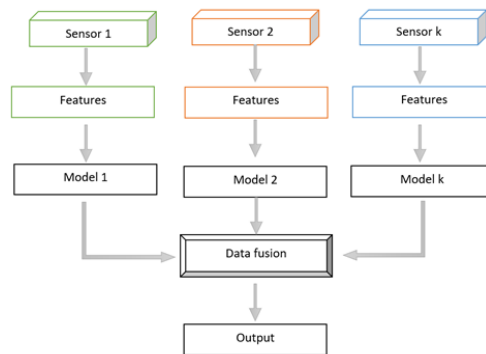 Sensor 1
Sensor 2
Sensor k
Features
Features
Features
Model 1
Model 2
Model k
Data fusion
Output